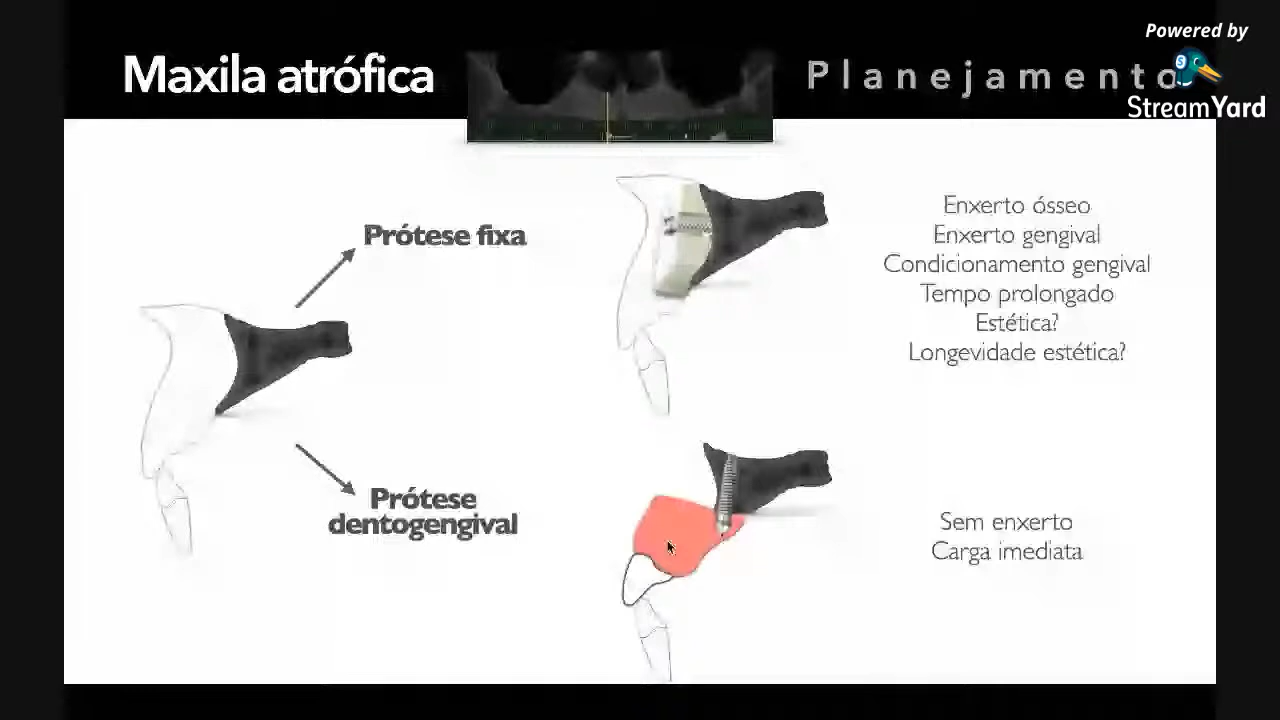 Powered by
StreamYard
Maxila atrófica
Planejamento
Prótese fixa
Enxerto ósseo
Enxerto gengival
Condicionamento gengival
Tempo prolongado
Estética?
Longevidade estética?
Prótese
dentogengival
Sem enxerto
Carga imediata